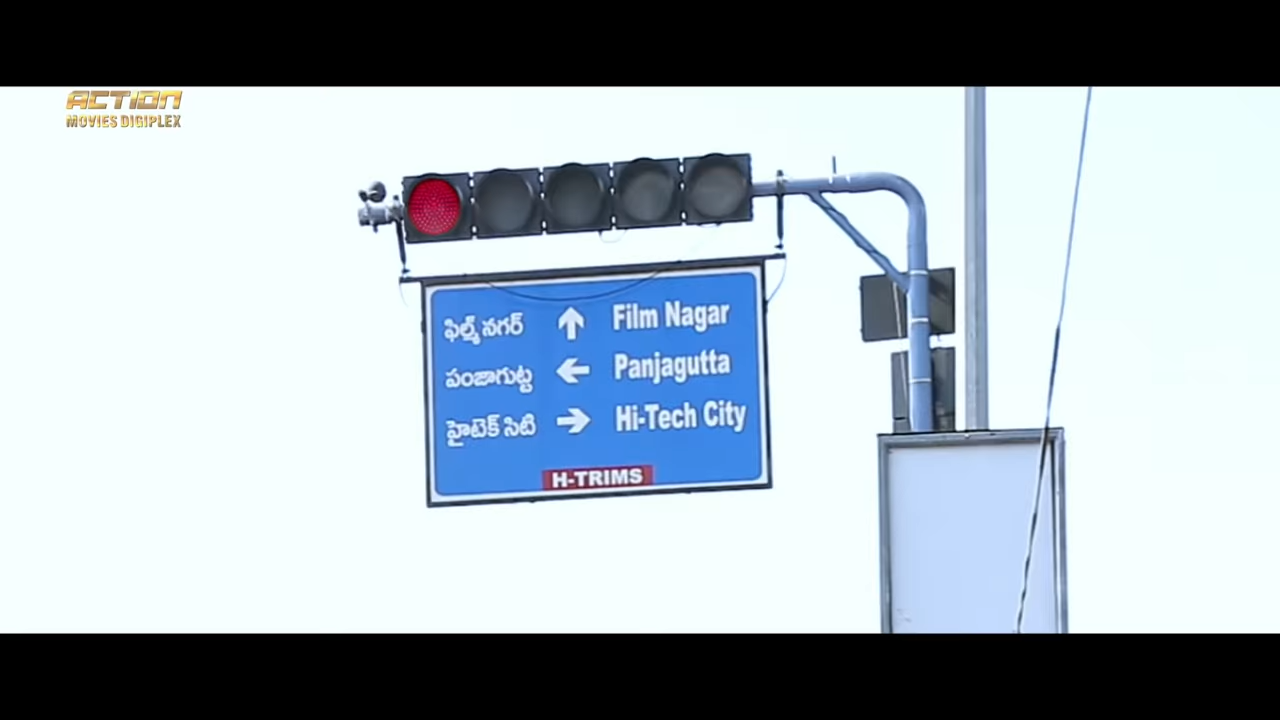 ACTION
MOVIES DIGIPLEX
ఫిల్మ్ నగర్ Film Nagar
పంజాగుట్ట Panjagutta
హైటెక్ సిటి Hi-Tech City
H-TRIMS